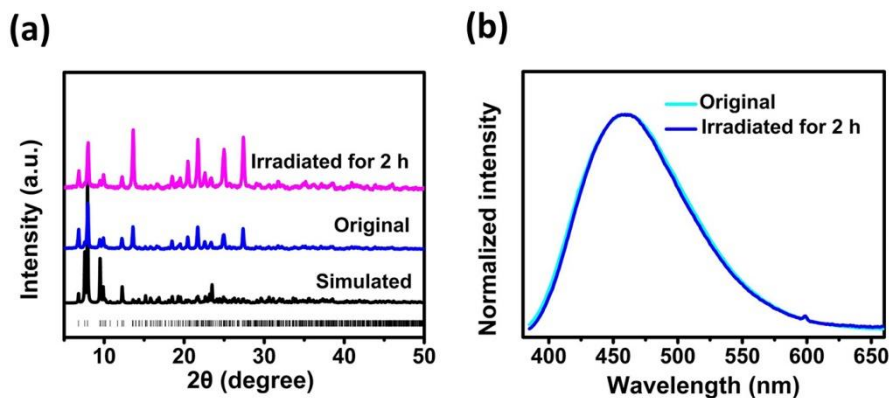 (a)
Intensity (a.u.)
Irradiated for 2 h
Original
Simulated
10 20 30 40 50
2θ (degree)
(b)
Normalized intensity
Original
Irradiated for 2 h
400 450 500 550 600 650
Wavelength (nm)